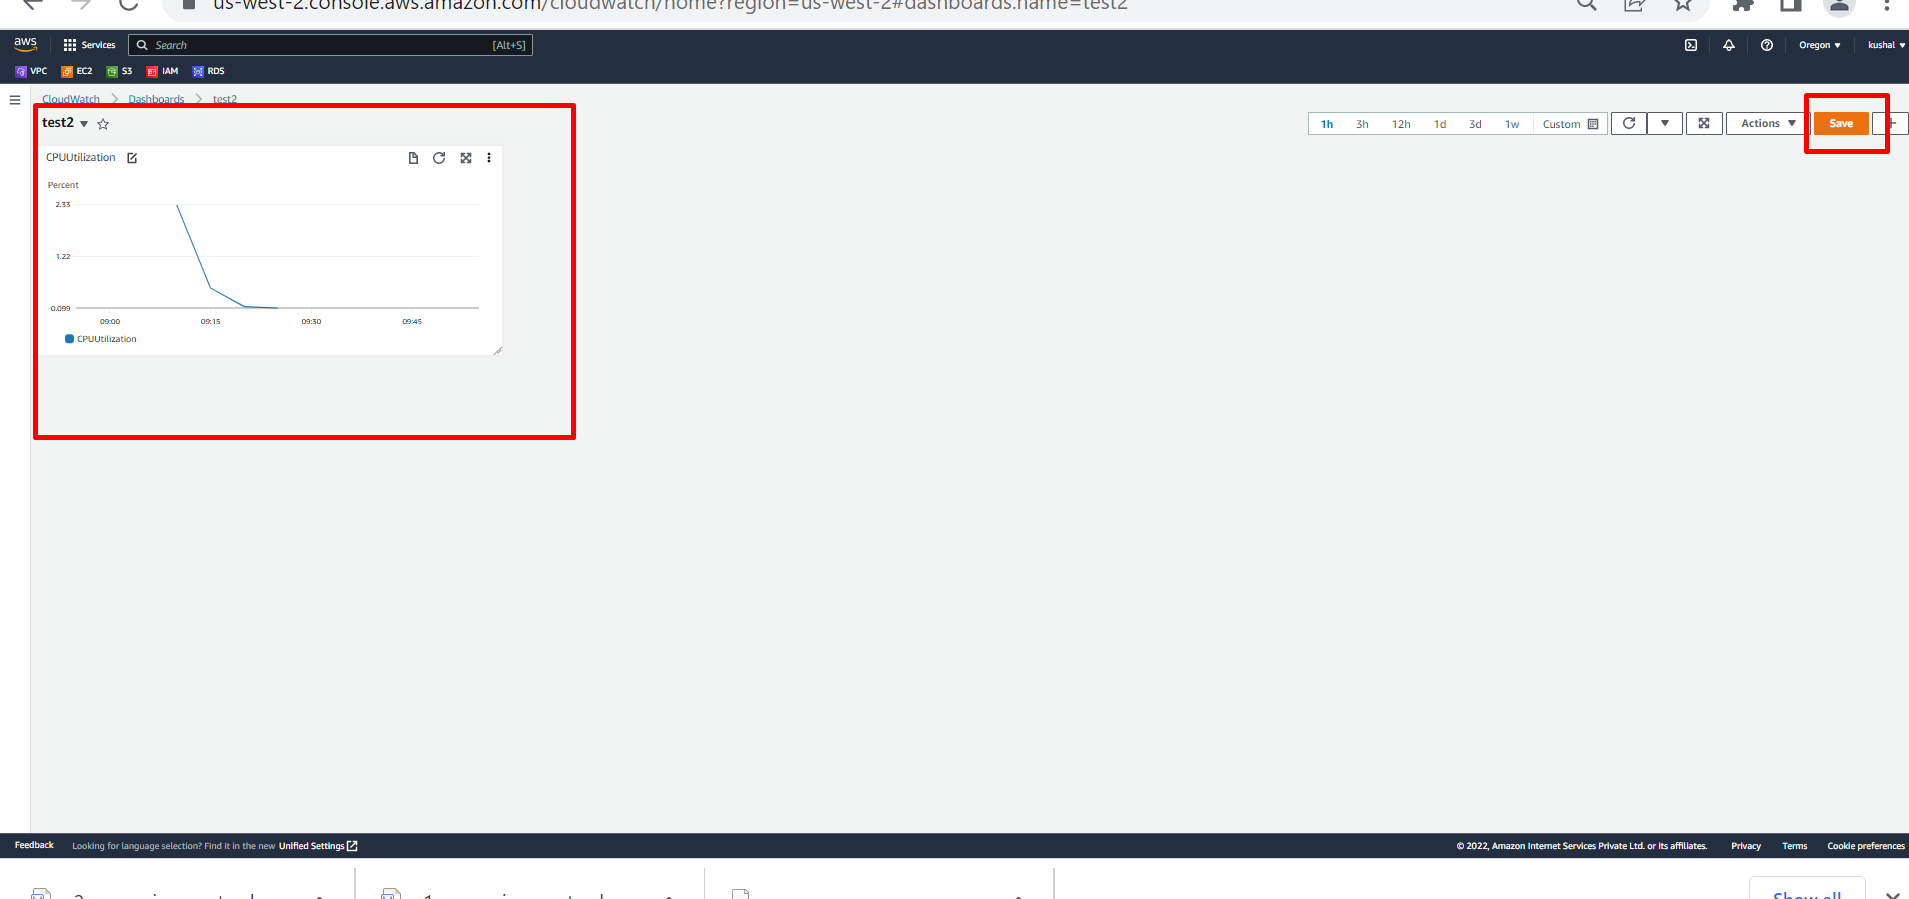 us-west-2.console.aws.amazon.com/cloudwatch/home?region=us-west-2#dashboards:name=test2
aws Services Search [Alt+S] Oregon kushal
VPC EC2 S3 IAM RDS
CloudWatch Dashboards test2
test2 1h 3h 12h 1d 3d 1w Custom Actions Save
CPUUtilization
Percent
2.33
1.22
0.099
09:00 09:15 09:30 09:45
CPUUtilization
Feedback Looking for language selection? Find it in the new Unified Settings © 2022, Amazon Internet Services Private Ltd. or its affiliates. Privacy Terms Cookie preferences
Show all